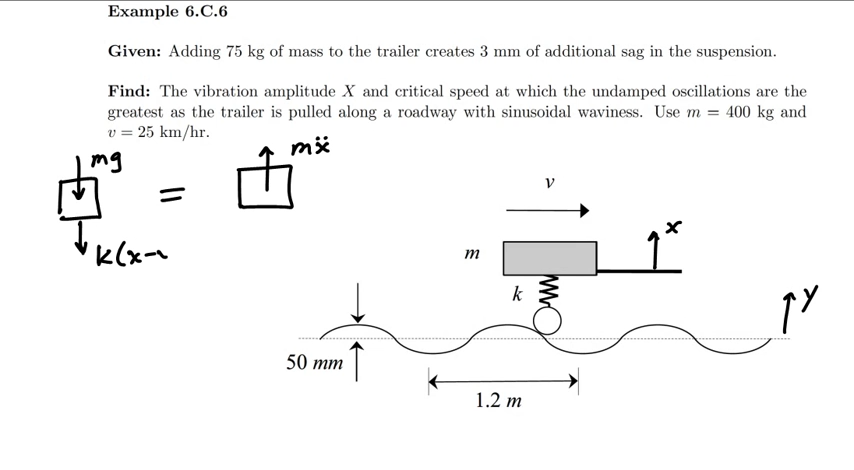 Example 6.C.6
Given: Adding 75 kg of mass to the trailer creates 3 mm of additional sag in the suspension.
Find: The vibration amplitude X and critical speed at which the undamped oscillations are the
greatest as the trailer is pulled along a roadway with sinusoidal waviness. Use m = 400 kg and
v = 25 km/hr.
mg
=
mẍ
k(x-
v
x
m
k
y
50 mm
1.2 m